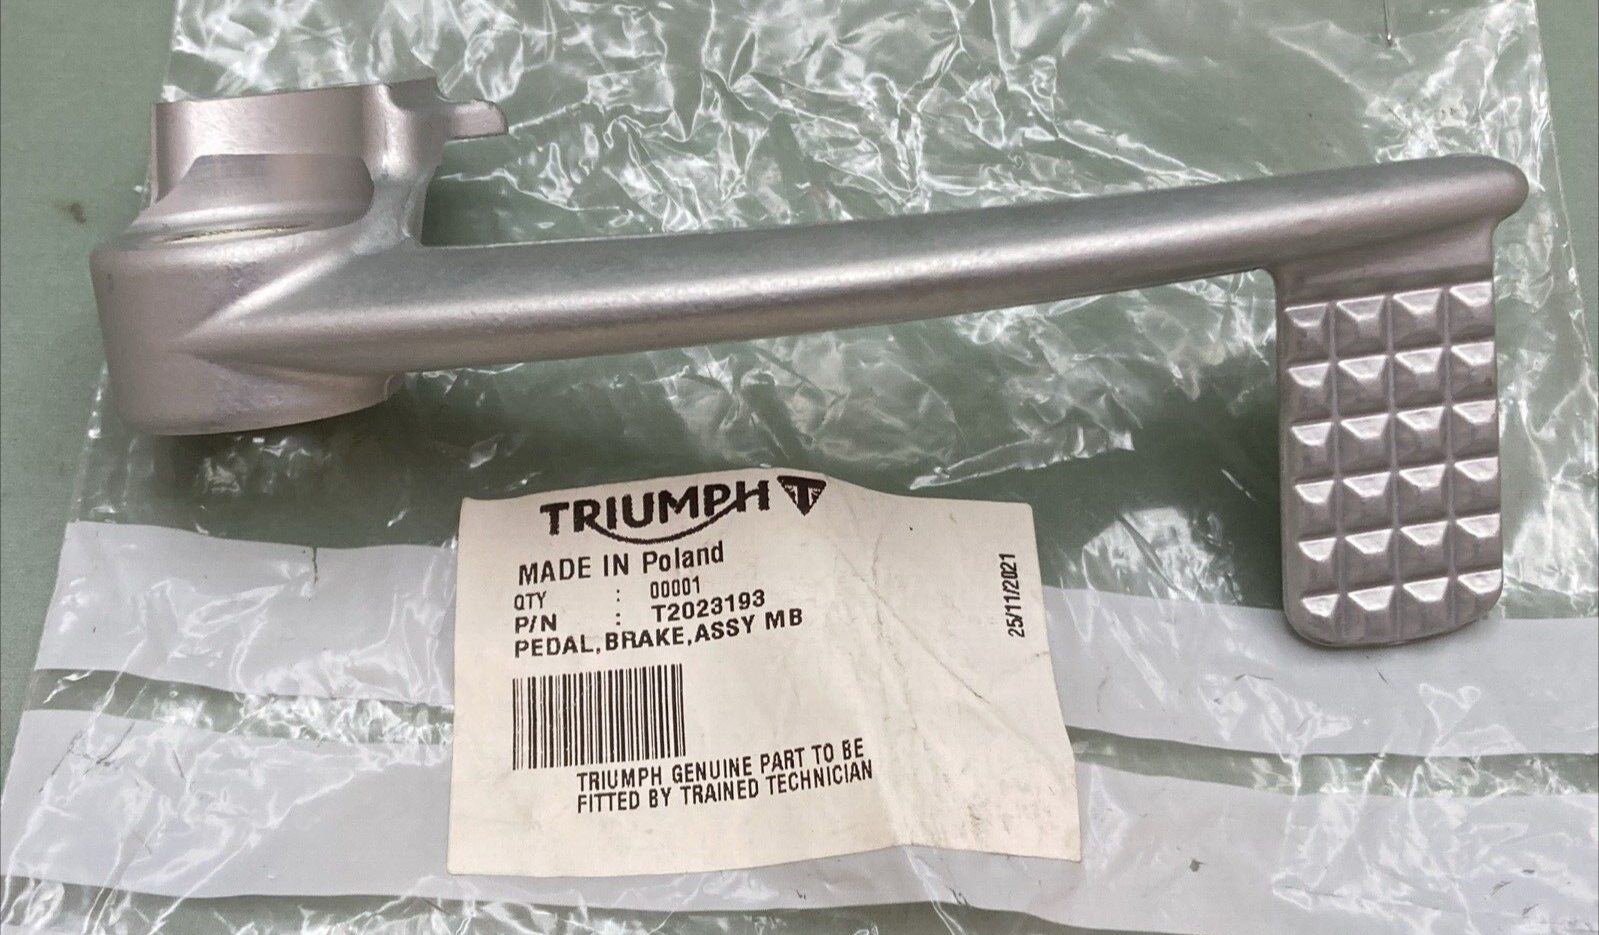 TRIUMPH
MADE IN Poland
QTY : 00001
P/N : T2023193
PEDAL, BRAKE, ASSY MB
TRIUMPH GENUINE PART TO BE
FITTED BY TRAINED TECHNICIAN
25/11/2021